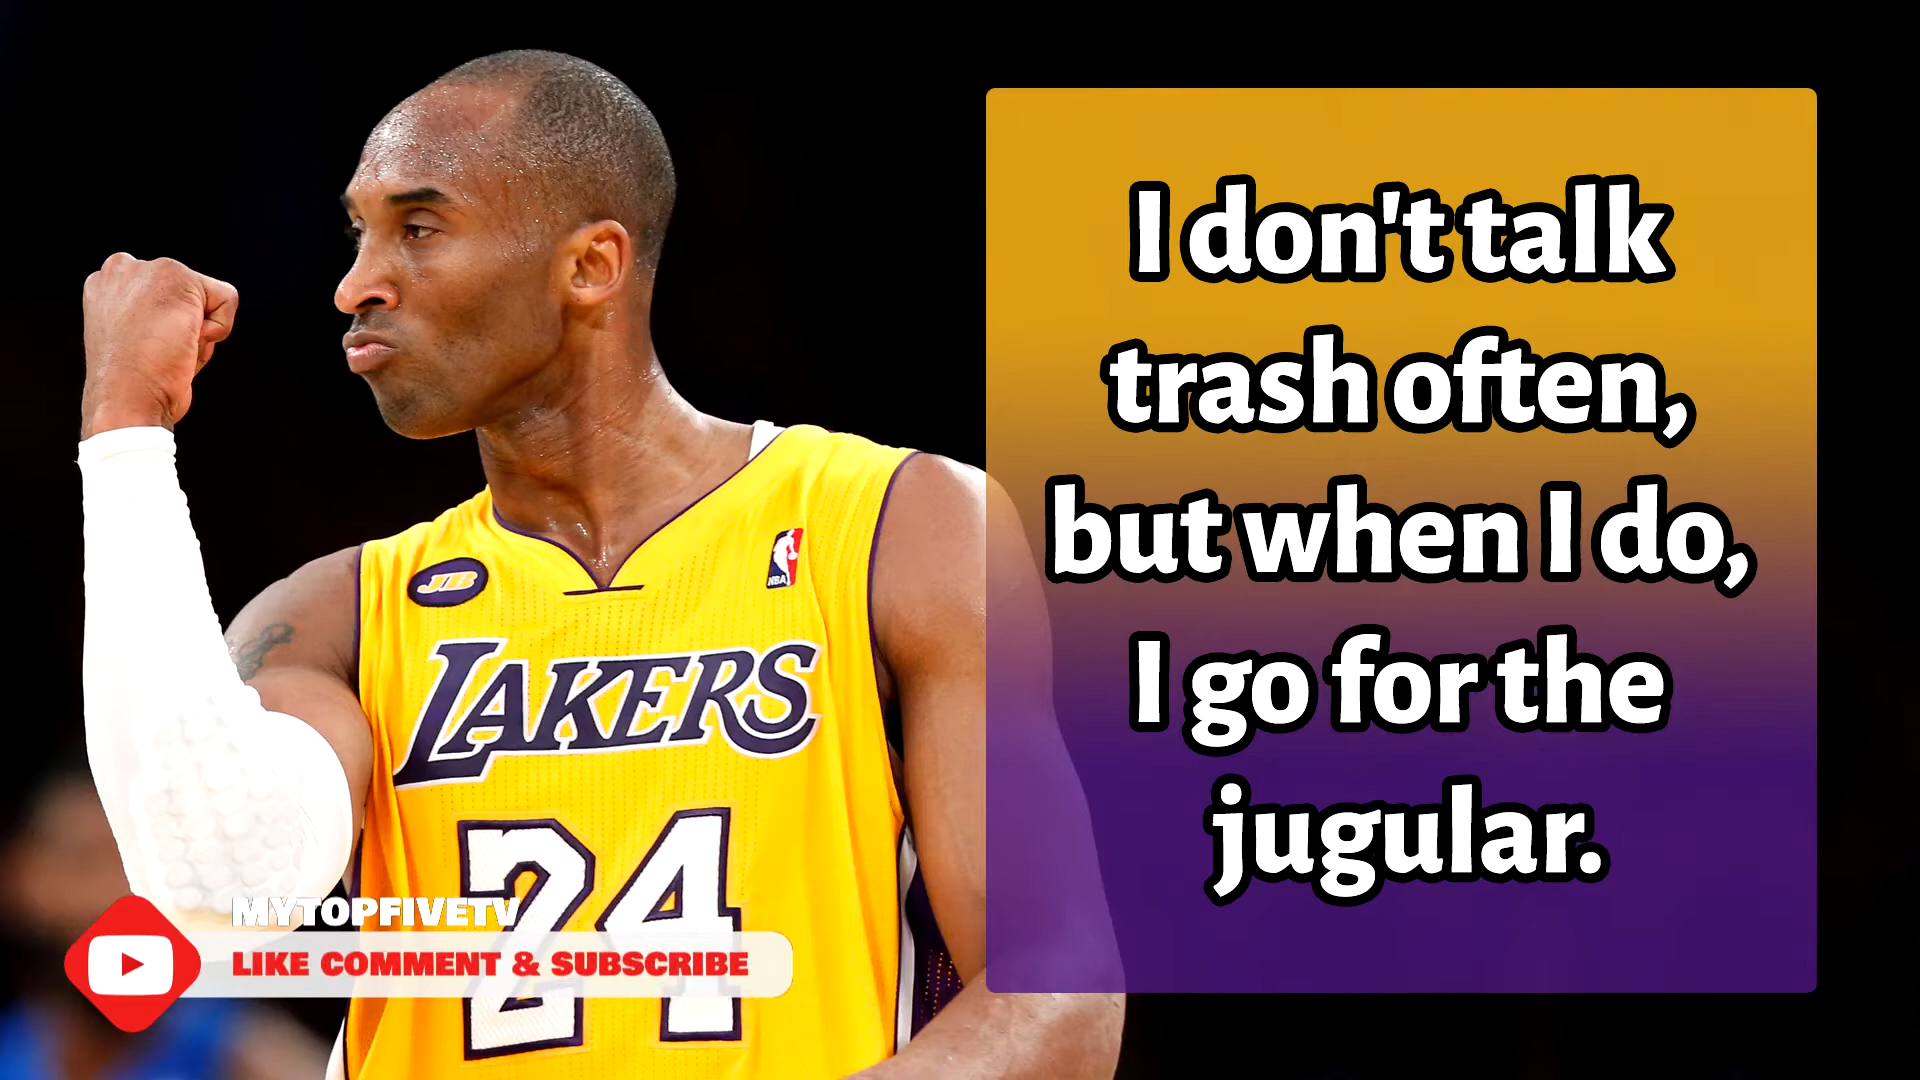 I don't talk
trash often,
but when I do,
I go for the
jugular.
JB
NBA
LAKERS
24
MYTOPFIVETV
LIKE COMMENT & SUBSCRIBE